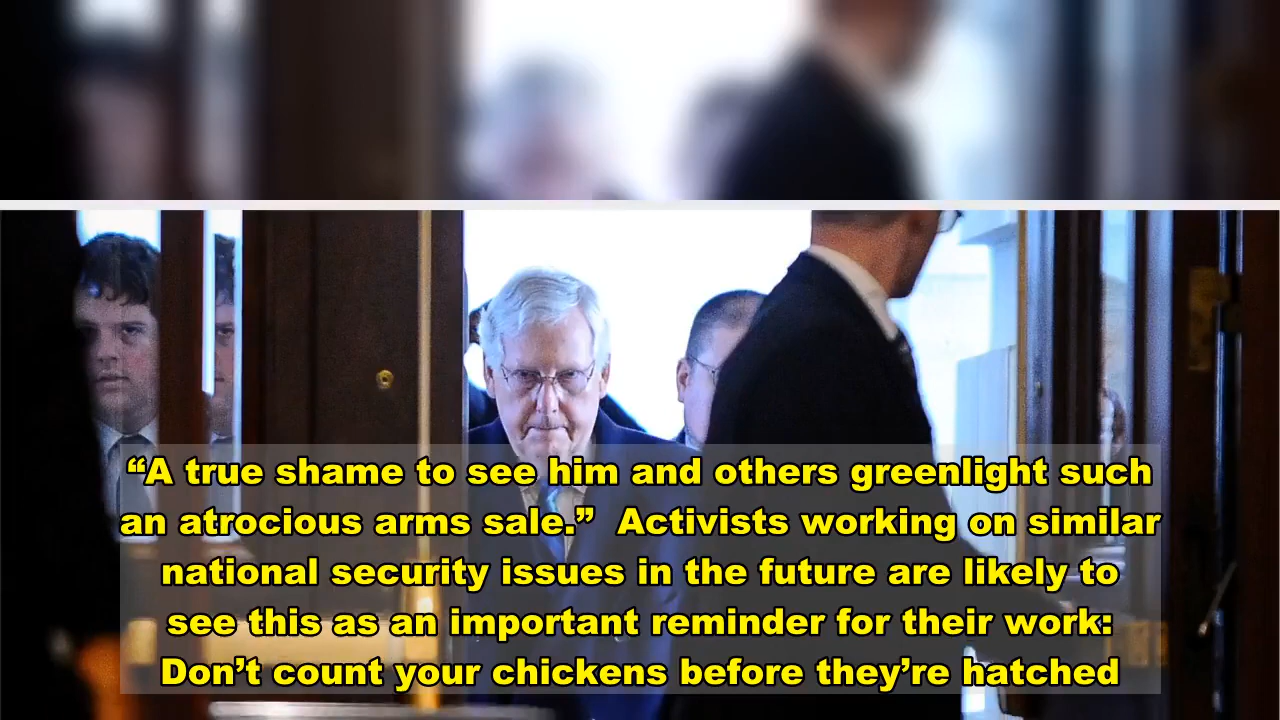 “A true shame to see him and others greenlight such
an atrocious arms sale.”  Activists working on similar
national security issues in the future are likely to
see this as an important reminder for their work:
Don’t count your chickens before they’re hatched